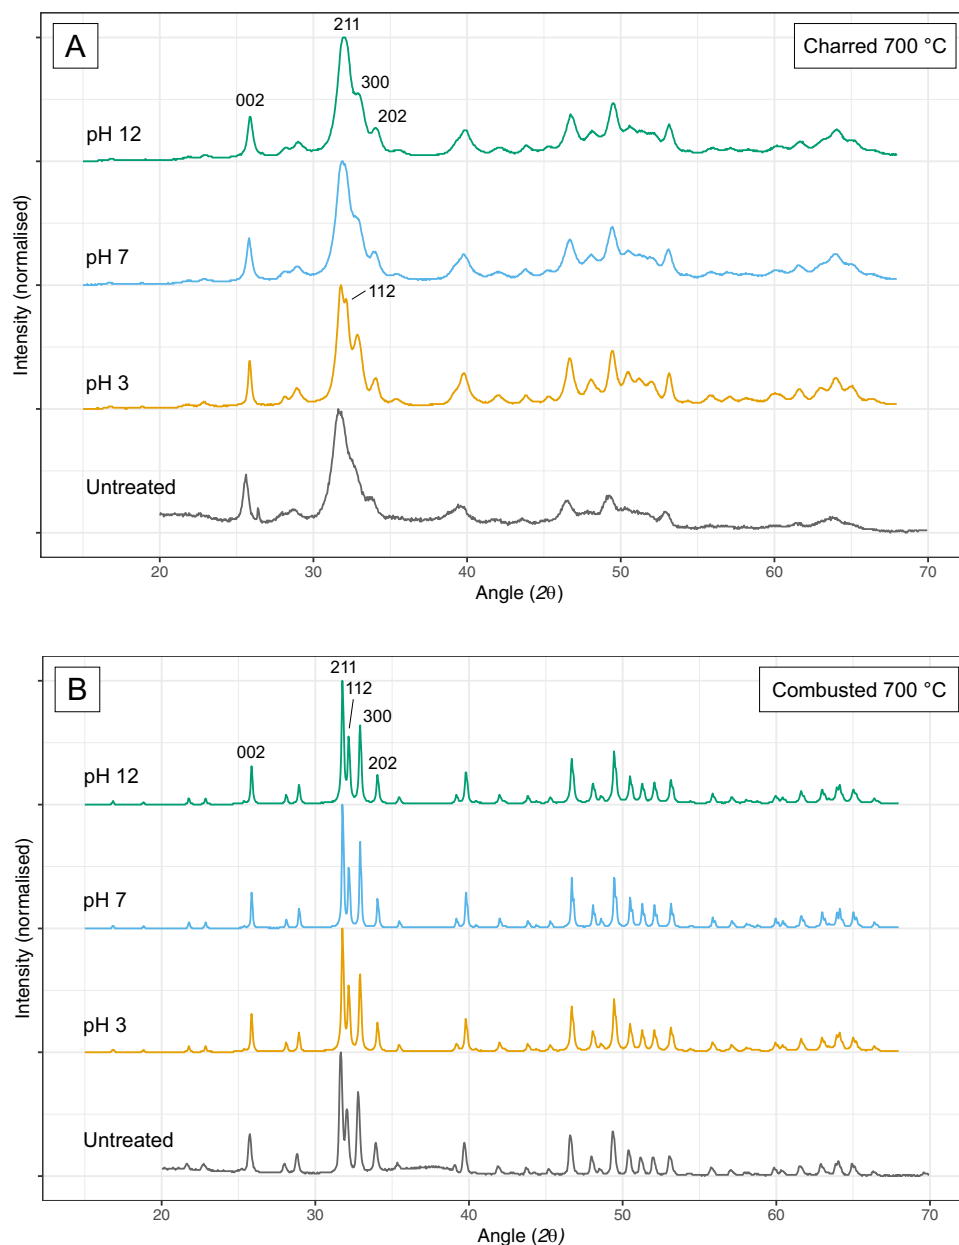 A
211
Charred 700 °C
300
002
202
pH 12
pH 7
112
pH 3
Untreated
Intensity (normalised)
20 30 40 50 60 70
Angle (2θ)
B
211
Combusted 700 °C
112
300
002
202
pH 12
pH 7
pH 3
Untreated
Intensity (normalised)
20 30 40 50 60 70
Angle (2θ)